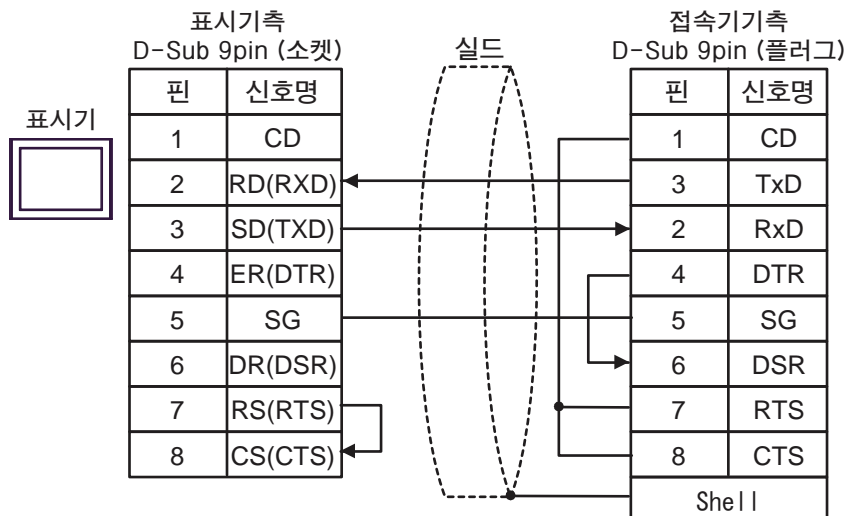 표시기측
D-Sub 9pin (소켓)
실드
접속기기측
D-Sub 9pin (플러그)
표시기
핀 신호명
1 CD
2 RD(RXD)
3 SD(TXD)
4 ER(DTR)
5 SG
6 DR(DSR)
7 RS(RTS)
8 CS(CTS)
핀 신호명
1 CD
3 TxD
2 RxD
4 DTR
5 SG
6 DSR
7 RTS
8 CTS
Shell